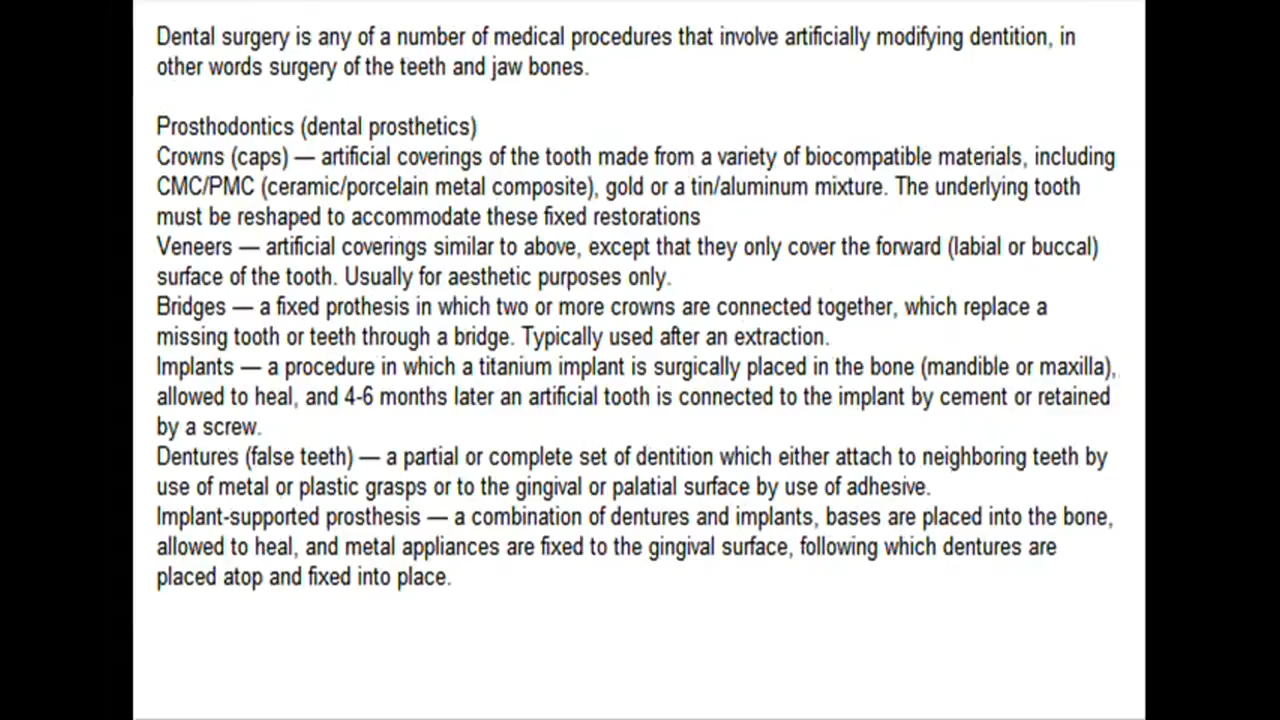 Dental surgery is any of a number of medical procedures that involve artificially modifying dentition, in
other words surgery of the teeth and jaw bones.
Prosthodontics (dental prosthetics)
Crowns (caps) — artificial coverings of the tooth made from a variety of biocompatible materials, including
CMC/PMC (ceramic/porcelain metal composite), gold or a tin/aluminum mixture. The underlying tooth
must be reshaped to accommodate these fixed restorations
Veneers — artificial coverings similar to above, except that they only cover the forward (labial or buccal)
surface of the tooth. Usually for aesthetic purposes only.
Bridges — a fixed prothesis in which two or more crowns are connected together, which replace a
missing tooth or teeth through a bridge. Typically used after an extraction.
Implants — a procedure in which a titanium implant is surgically placed in the bone (mandible or maxilla),
allowed to heal, and 4-6 months later an artificial tooth is connected to the implant by cement or retained
by a screw.
Dentures (false teeth) — a partial or complete set of dentition which either attach to neighboring teeth by
use of metal or plastic grasps or to the gingival or palatial surface by use of adhesive.
Implant-supported prosthesis — a combination of dentures and implants, bases are placed into the bone,
allowed to heal, and metal appliances are fixed to the gingival surface, following which dentures are
placed atop and fixed into place.